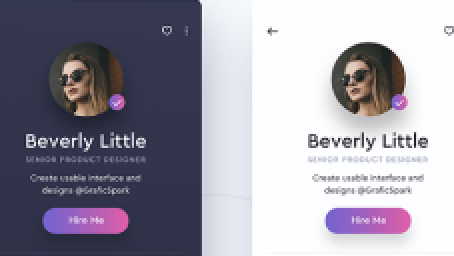 Beverly Little
SENIOR PRODUCT DESIGNER
Create usable interface and
designs @GraficSpark
Hire Me
Beverly Little
SENIOR PRODUCT DESIGNER
Create usable interface and
designs @GraficSpark
Hire Me